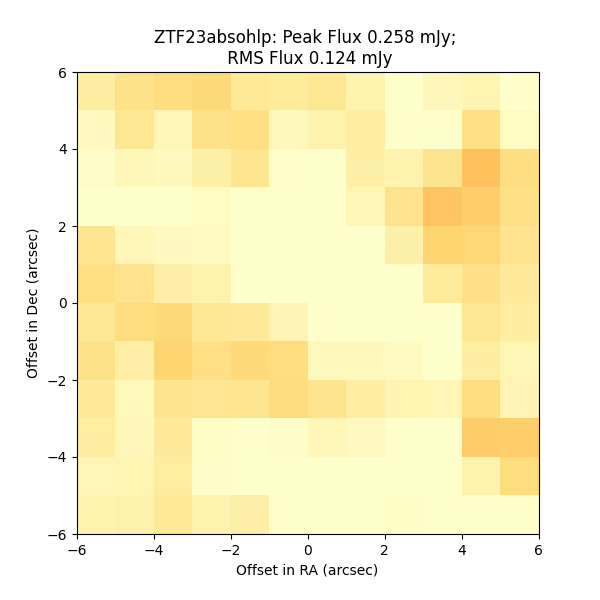 ZTF23absohlp: Peak Flux 0.258 mJy;
RMS Flux 0.124 mJy
6
4
2
0
−2
−4
−6
Offset in Dec (arcsec)
−6 −4 −2 0 2 4 6
Offset in RA (arcsec)